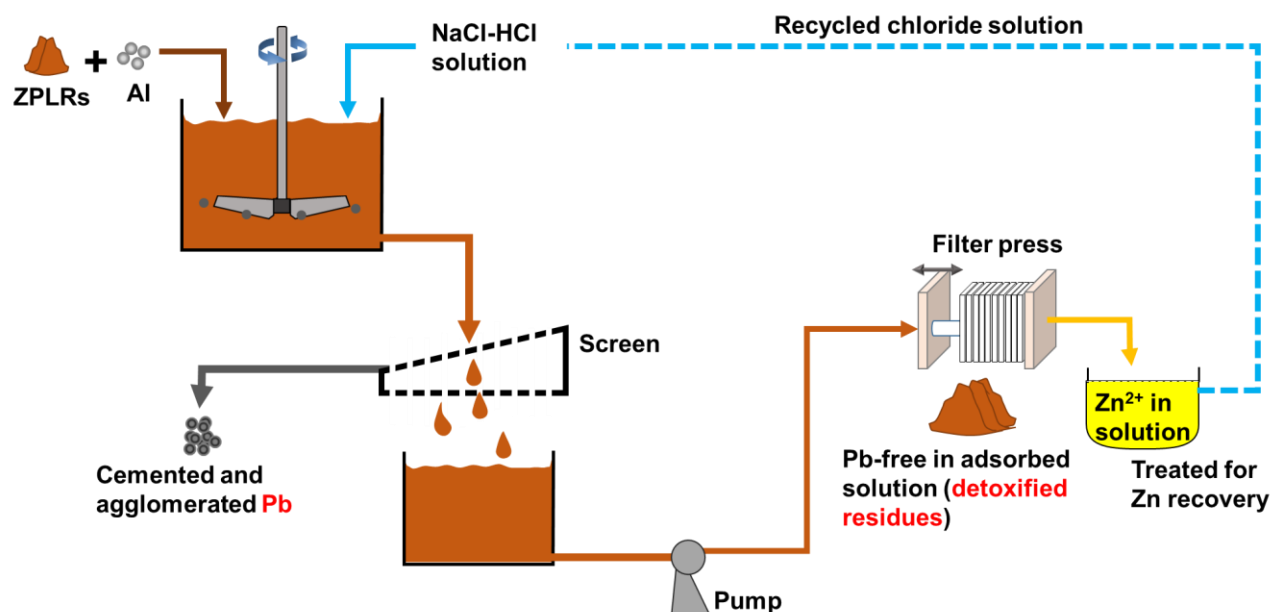 ZPLRs
+
Al
NaCl-HCl
solution
Recycled chloride solution
Filter press
Screen
Cemented and
agglomerated Pb
Pb-free in adsorbed
solution (detoxified
residues)
Zn²⁺ in
solution
Treated for
Zn recovery
Pump